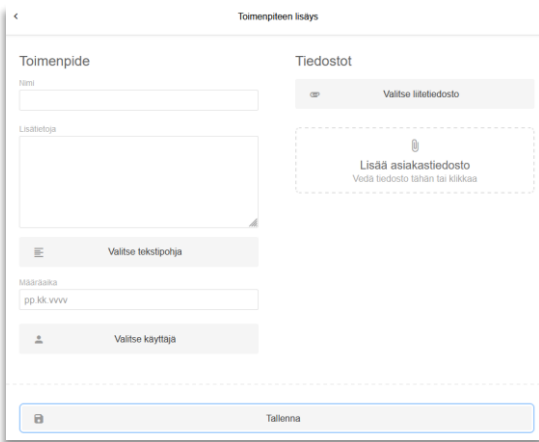 Toimenpiteen lisäys
Toimenpide
Nimi
Lisätietoja
Valitse tekstipohja
Määräaika
pp.kk.vvvv
Valitse käyttäjä
Tiedostot
Valitse liitetiedosto
Lisää asiakastiedosto
Vedä tiedosto tähän tai klikkaa
Tallenna